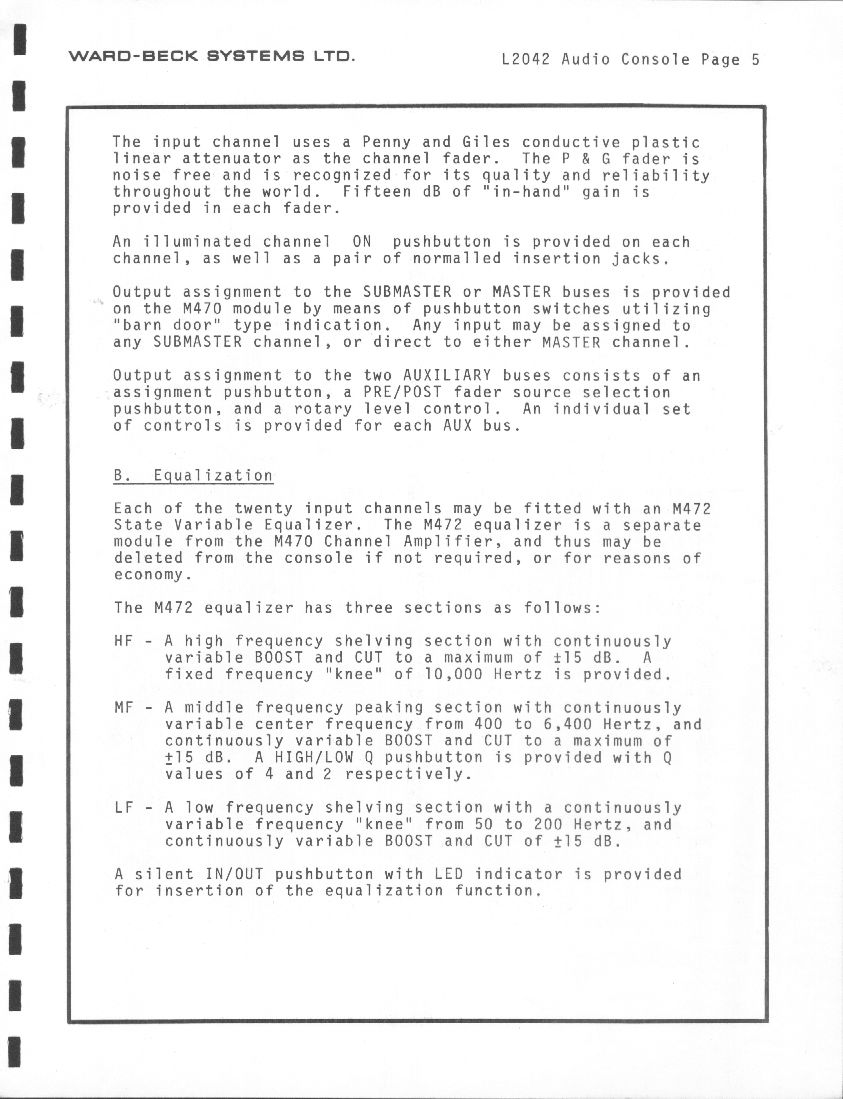 WARD-BECK SYSTEMS LTD.
L2042 Audio Console Page 5
The input channel uses a Penny and Giles conductive plastic
linear attenuator as the channel fader. The P & G fader is
noise free and is recognized for its quality and reliability
throughout the world. Fifteen dB of "in-hand" gain is
provided in each fader.
An illuminated channel ON pushbutton is provided on each
channel, as well as a pair of normalled insertion jacks.
Output assignment to the SUBMASTER or MASTER buses is provided
on the M470 module by means of pushbutton switches utilizing
"barn door" type indication. Any input may be assigned to
any SUBMASTER channel, or direct to either MASTER channel.
Output assignment to the two AUXILIARY buses consists of an
assignment pushbutton, a PRE/POST fader source selection
pushbutton, and a rotary level control. An individual set
of controls is provided for each AUX bus.
B. Equalization
Each of the twenty input channels may be fitted with an M472
State Variable Equalizer. The M472 equalizer is a separate
module from the M470 Channel Amplifier, and thus may be
deleted from the console if not required, or for reasons of
economy.
The M472 equalizer has three sections as follows:
HF - A high frequency shelving section with continuously
variable BOOST and CUT to a maximum of ±15 dB. A
fixed frequency "knee" of 10,000 Hertz is provided.
MF - A middle frequency peaking section with continuously
variable center frequency from 400 to 6,400 Hertz, and
continuously variable BOOST and CUT to a maximum of
±15 dB. A HIGH/LOW Q pushbutton is provided with Q
values of 4 and 2 respectively.
LF - A low frequency shelving section with a continuously
variable frequency "knee" from 50 to 200 Hertz, and
continuously variable BOOST and CUT of ±15 dB.
A silent IN/OUT pushbutton with LED indicator is provided
for insertion of the equalization function.